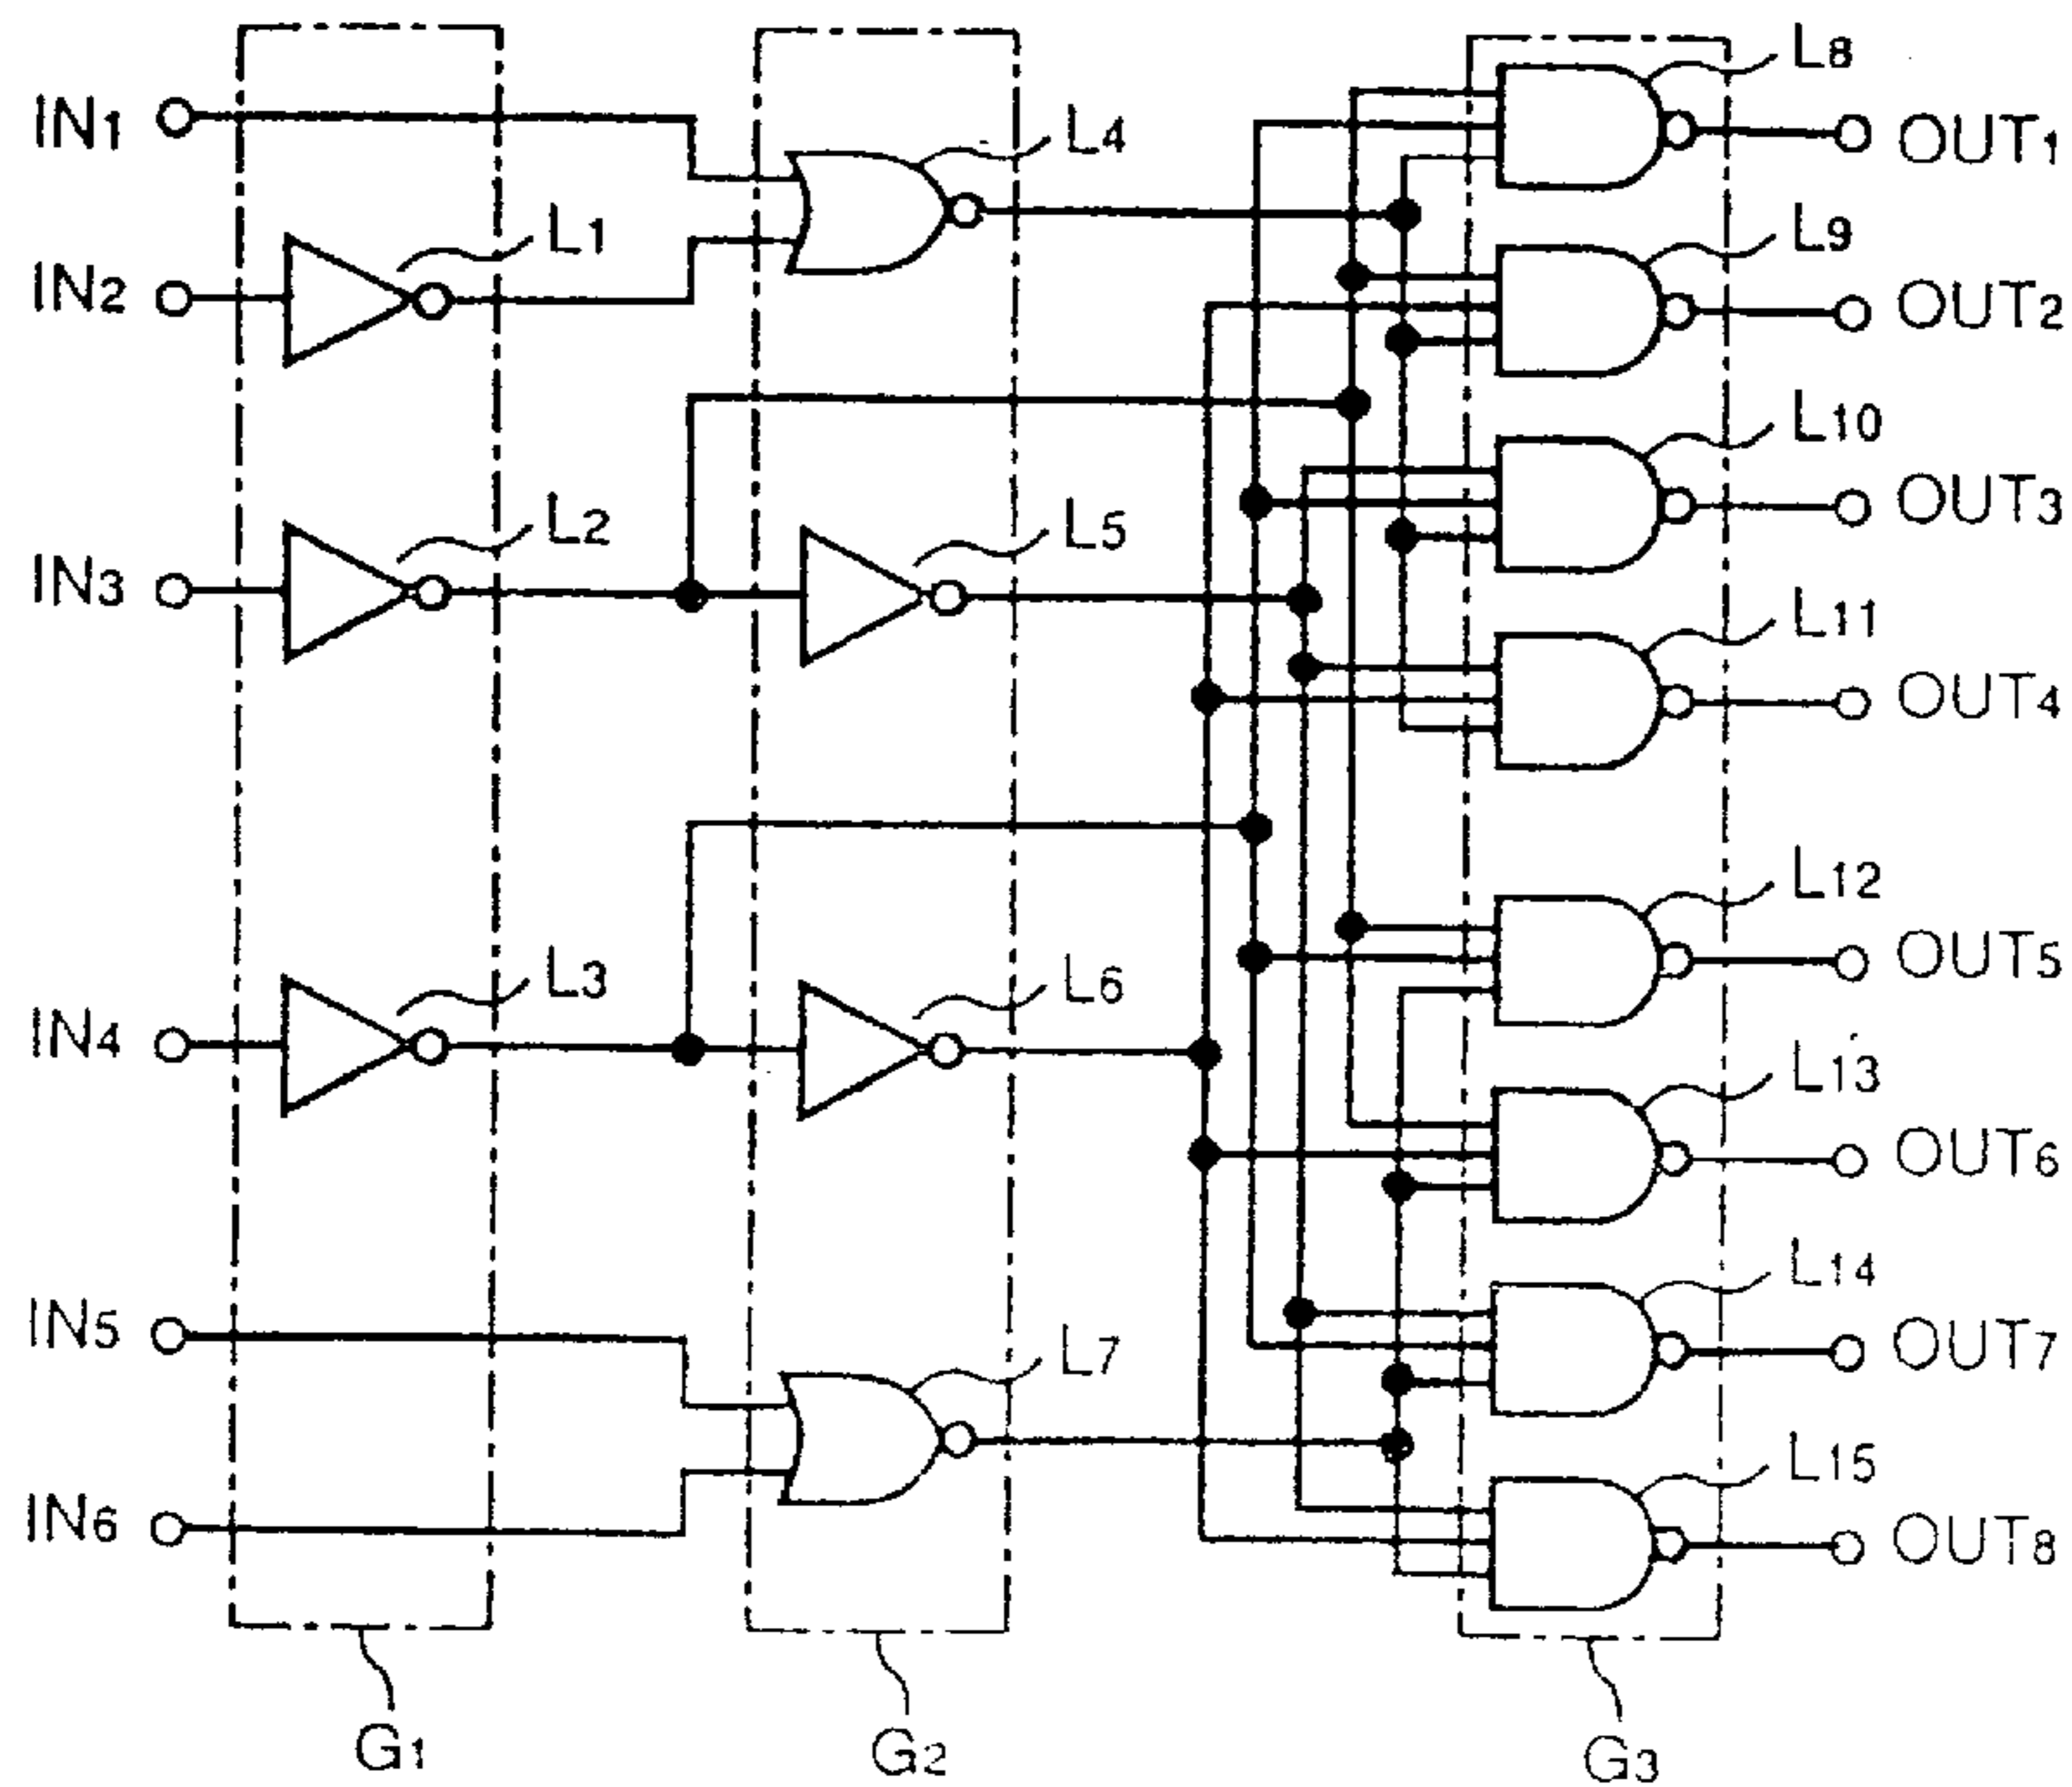 IN1
IN2
IN3
IN4
IN5
IN6
L1
L2
L3
L4
L5
L6
L7
L8
L9
L10
L11
L12
L13
L14
L15
OUT1
OUT2
OUT3
OUT4
OUT5
OUT6
OUT7
OUT8
G1
G2
G3